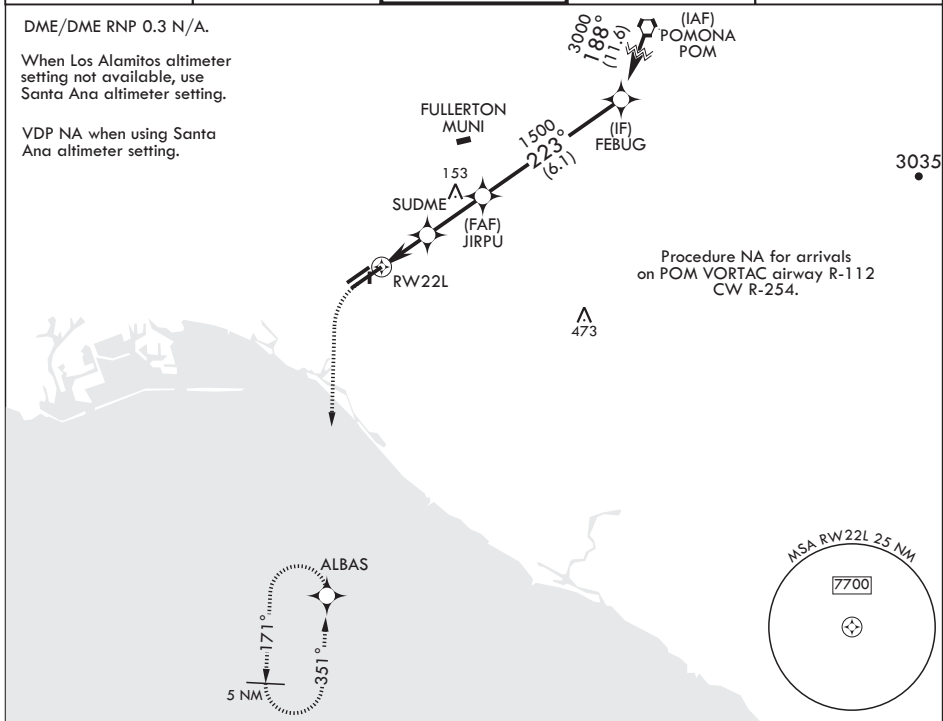 DME/DME RNP 0.3 N/A.
When Los Alamitos altimeter
setting not available, use
Santa Ana altimeter setting.
VDP NA when using Santa
Ana altimeter setting.
3000
188°
(11.6)
(IAF)
POMONA
POM
FULLERTON
MUNI
1500
223°
(6.1)
(IF)
FEBUG
3035
153
SUDME
(FAF)
JIRPU
RW22L
Procedure NA for arrivals
on POM VORTAC airway R-112
CW R-254.
473
MSA RW22L 25 NM
7700
ALBAS
171°
351°
5 NM